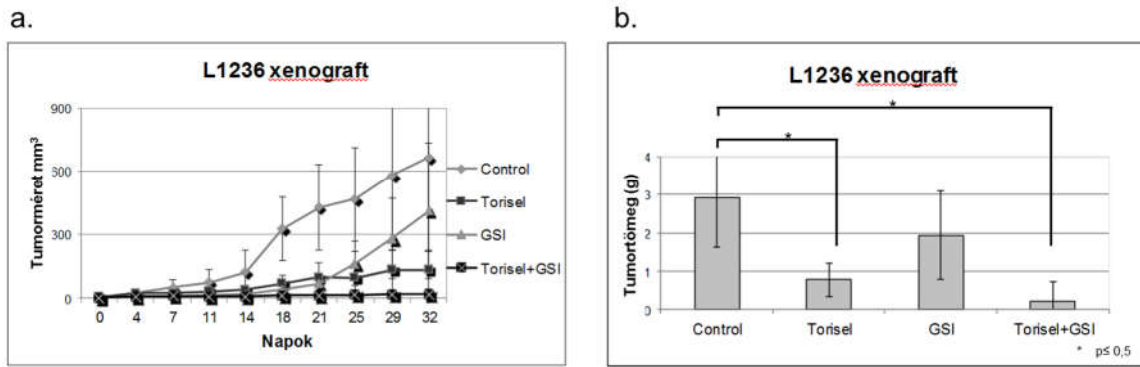 a.
L1236 xenograft
Tumorméret mm³
900
600
300
0
0 4 7 11 14 18 21 25 29 32
Napok
Control
Torisel
GSI
Torisel+GSI
b.
L1236 xenograft
*
*
Tumortömeg (g)
4
3
2
1
0
Control Torisel GSI Torisel+GSI
* p≤ 0,5